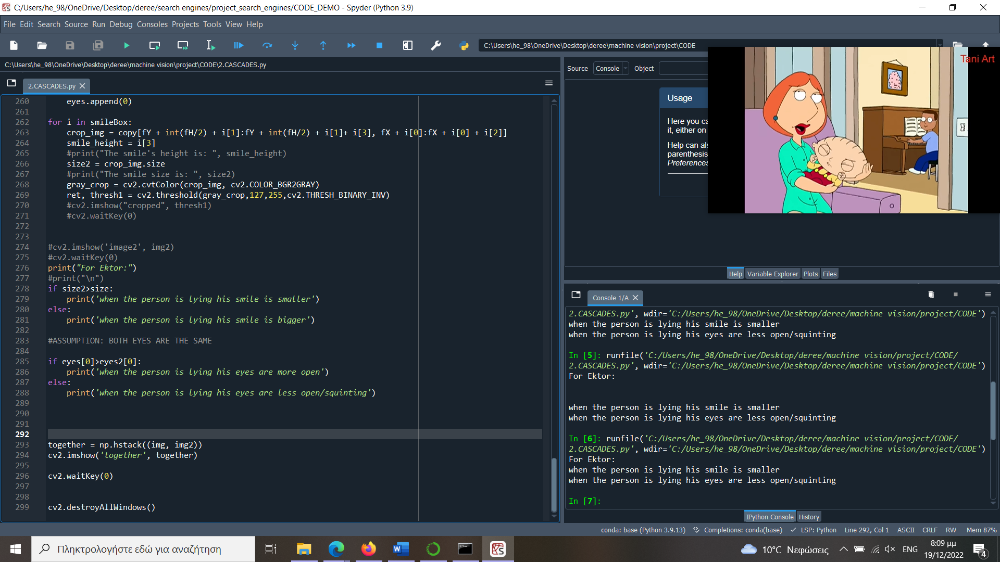 C:/Users/he_98/OneDrive/Desktop/deree/search engines/project_search_engines/CODE_DEMO - Spyder (Python 3.9)
File Edit Search Source Run Debug Consoles Projects Tools View Help
C:\Users\he_98\OneDrive\Desktop\deree\machine vision\project\CODE
C:\Users\he_98\OneDrive\Desktop\deree\machine vision\project\CODE\2.CASCADES.py
2.CASCADES.py
260 eyes.append(0)
261
262 for i in smileBox:
263 crop_img = copy[fY + int(fH/2) + i[1]:fY + int(fH/2) + i[1]+ i[3], fX + i[0]:fX + i[0] + i[2]]
264 smile_height = i[3]
265 #print("The smile's height is: ", smile_height)
266 size2 = crop_img.size
267 #print("The smile size is: ", size2)
268 gray_crop = cv2.cvtColor(crop_img, cv2.COLOR_BGR2GRAY)
269 ret, thresh1 = cv2.threshold(gray_crop,127,255,cv2.THRESH_BINARY_INV)
270 #cv2.imshow("cropped", thresh1)
271 #cv2.waitKey(0)
272
273
274 #cv2.imshow('image2', img2)
275 #cv2.waitKey(0)
276 print("For Ektor:")
277 #print("\n")
278 if size2>size:
279 print('when the person is lying his smile is smaller')
280 else:
281 print('when the person is lying his smile is bigger')
282
283 #ASSUMPTION: BOTH EYES ARE THE SAME
284
285 if eyes[0]>eyes2[0]:
286 print('when the person is lying his eyes are more open')
287 else:
288 print('when the person is lying his eyes are less open/squinting')
289
290
291
292
293 together = np.hstack((img, img2))
294 cv2.imshow('together', together)
295
296 cv2.waitKey(0)
297
298
299 cv2.destroyAllWindows()
Source Console Object
Usage
Here you ca
it, either on
Help can als
parenthesis
Preferences
Tani Art
Help Variable Explorer Plots Files
Console 1/A
2.CASCADES.py', wdir='C:/Users/he_98/OneDrive/Desktop/deree/machine vision/project/CODE')
when the person is lying his smile is smaller
when the person is lying his eyes are less open/squinting
In [5]: runfile('C:/Users/he_98/OneDrive/Desktop/deree/machine vision/project/CODE/
2.CASCADES.py', wdir='C:/Users/he_98/OneDrive/Desktop/deree/machine vision/project/CODE')
For Ektor:
when the person is lying his smile is smaller
when the person is lying his eyes are less open/squinting
In [6]: runfile('C:/Users/he_98/OneDrive/Desktop/deree/machine vision/project/CODE/
2.CASCADES.py', wdir='C:/Users/he_98/OneDrive/Desktop/deree/machine vision/project/CODE')
For Ektor:
when the person is lying his smile is smaller
when the person is lying his eyes are less open/squinting
In [7]:
IPython Console History
conda: base (Python 3.9.13) Completions: conda(base) LSP: Python Line 292, Col 1 ASCII CRLF RW Mem 87%
Πληκτρολογήστε εδώ για αναζήτηση
10°C Νεφώσεις ENG
8:09 μμ
19/12/2022
4